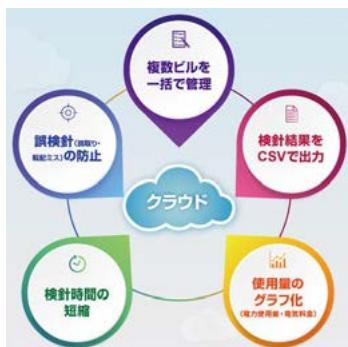 複数ビルを
一括で管理
誤検針(読取り・
転記ミス)の防止
検針結果を
CSVで出力
クラウド
検針時間の
短縮
使用量の
グラフ化
(電力使用量・電気料金)